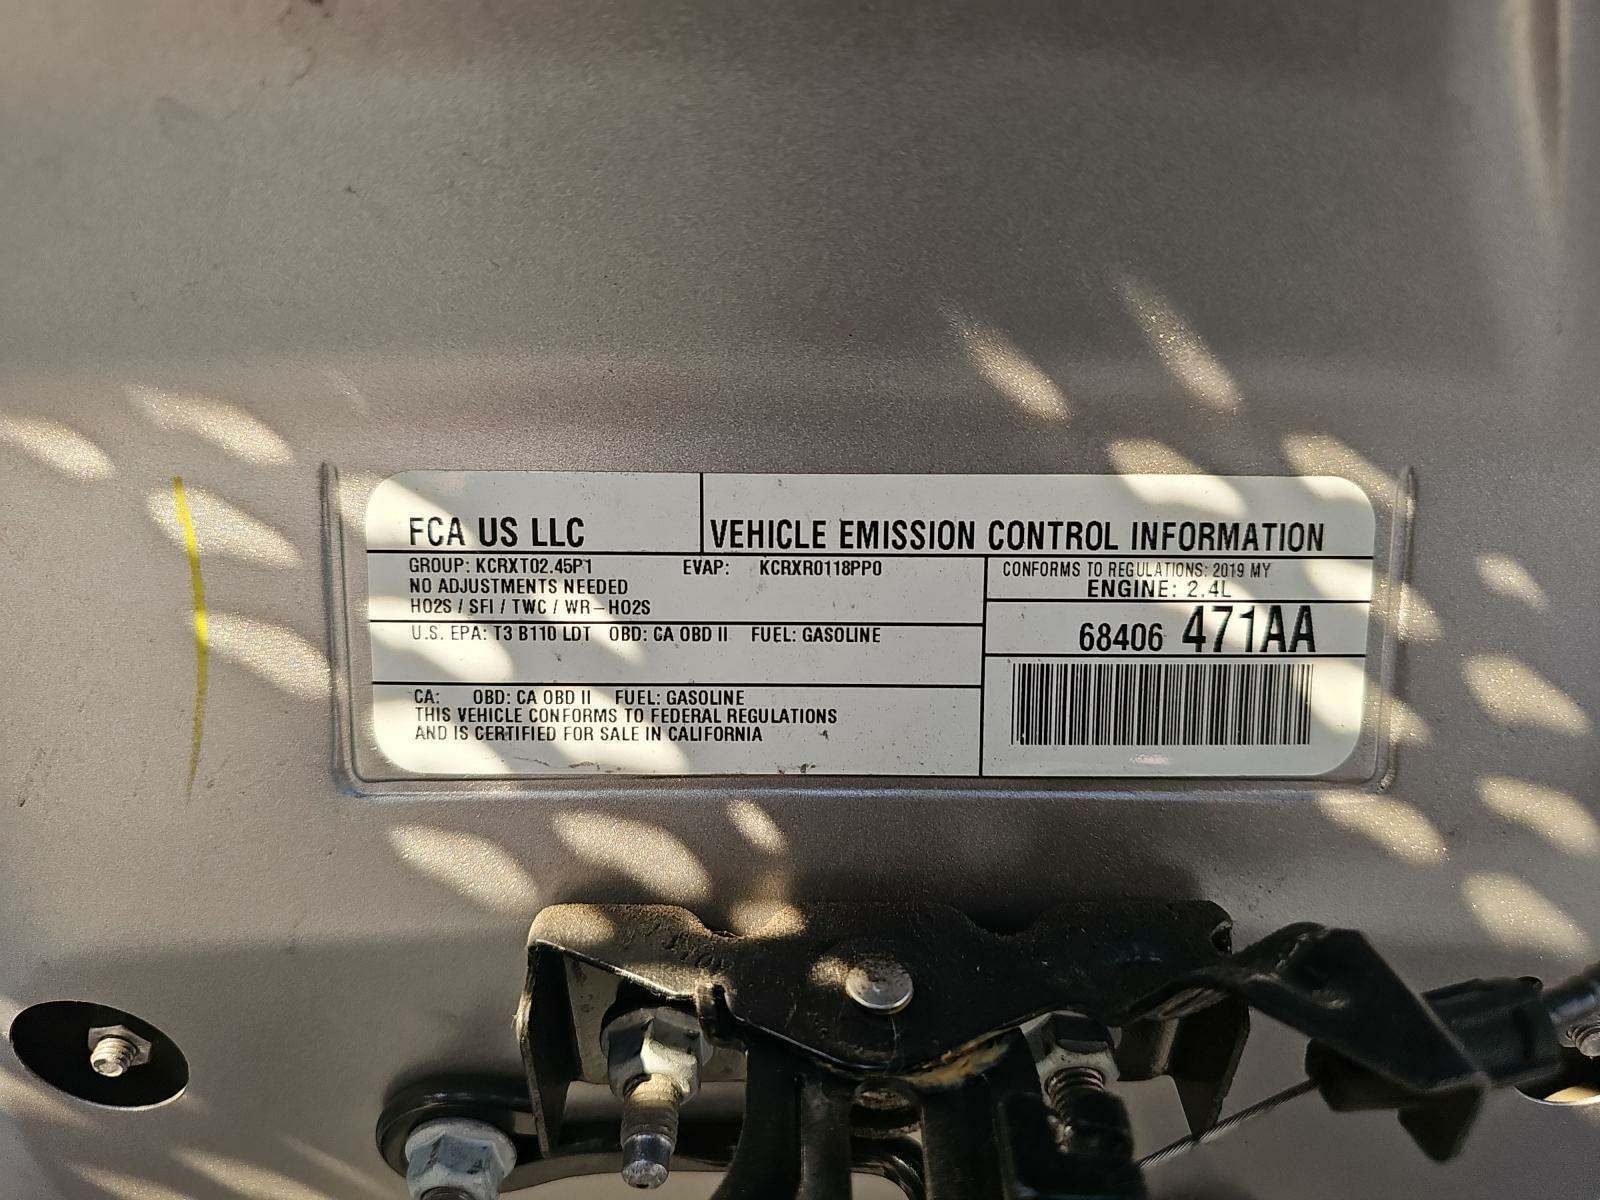 FCA US LLC
VEHICLE EMISSION CONTROL INFORMATION
GROUP: KCRXT02.45P1 EVAP: KCRXR0118PP0
NO ADJUSTMENTS NEEDED
HO2S / SFI / TWC / WR-HO2S
U.S. EPA: T3 B110 LDT OBD: CA OBD II FUEL: GASOLINE
CA: OBD: CA OBD II FUEL: GASOLINE
THIS VEHICLE CONFORMS TO FEDERAL REGULATIONS
AND IS CERTIFIED FOR SALE IN CALIFORNIA
CONFORMS TO REGULATIONS: 2019 MY
ENGINE: 2.4L
68406 471AA